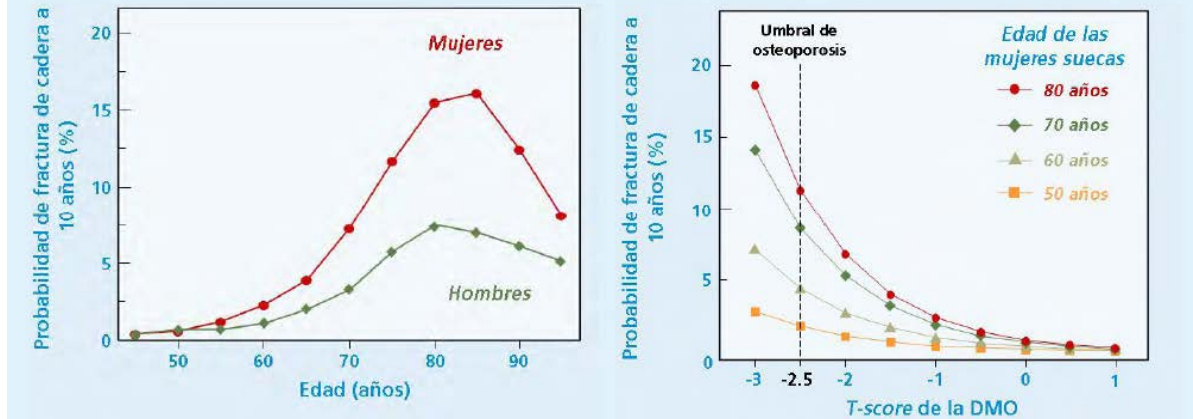 Probabilidad de fractura de cadera a
10 años (%)
20
15
10
5
0
Mujeres
Hombres
50
60
70
80
90
Edad (años)
Probabilidad de fractura de cadera a
10 años (%)
20
15
10
5
0
Umbral de
osteoporosis
Edad de las
mujeres suecas
80 años
70 años
60 años
50 años
-3
-2.5
-2
-1
0
1
T-score de la DMO